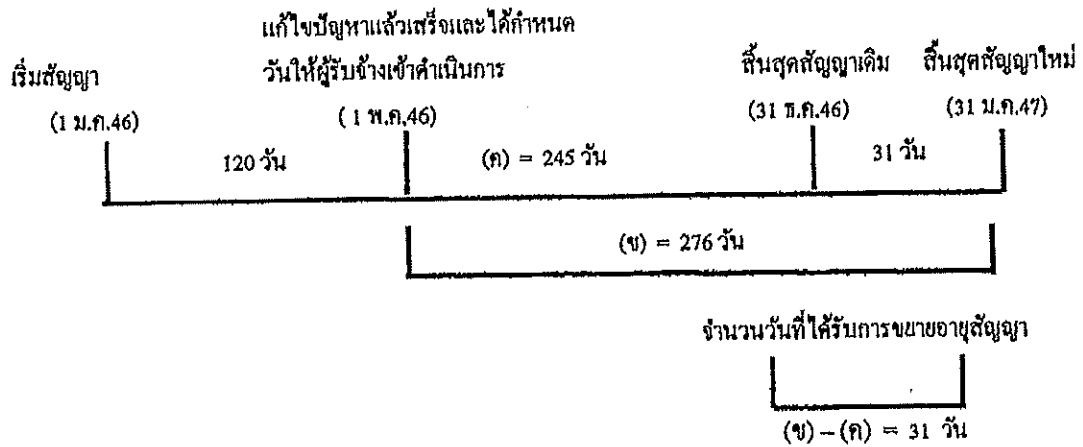 แก้ไขปัญหาแล้วเสร็จและได้กำหนด
วันให้ผู้รับจ้างเข้าดำเนินการ
เริ่มสัญญา
สิ้นสุดสัญญาเดิม
สิ้นสุดสัญญาใหม่
(1 ม.ค.46)
(1 พ.ค.46)
(31 ธ.ค.46)
(31 ม.ค.47)
120 วัน
(ค) = 245 วัน
31 วัน
(ข) = 276 วัน
จำนวนวันที่ได้รับการขยายอายุสัญญา
(ข) – (ค) = 31 วัน